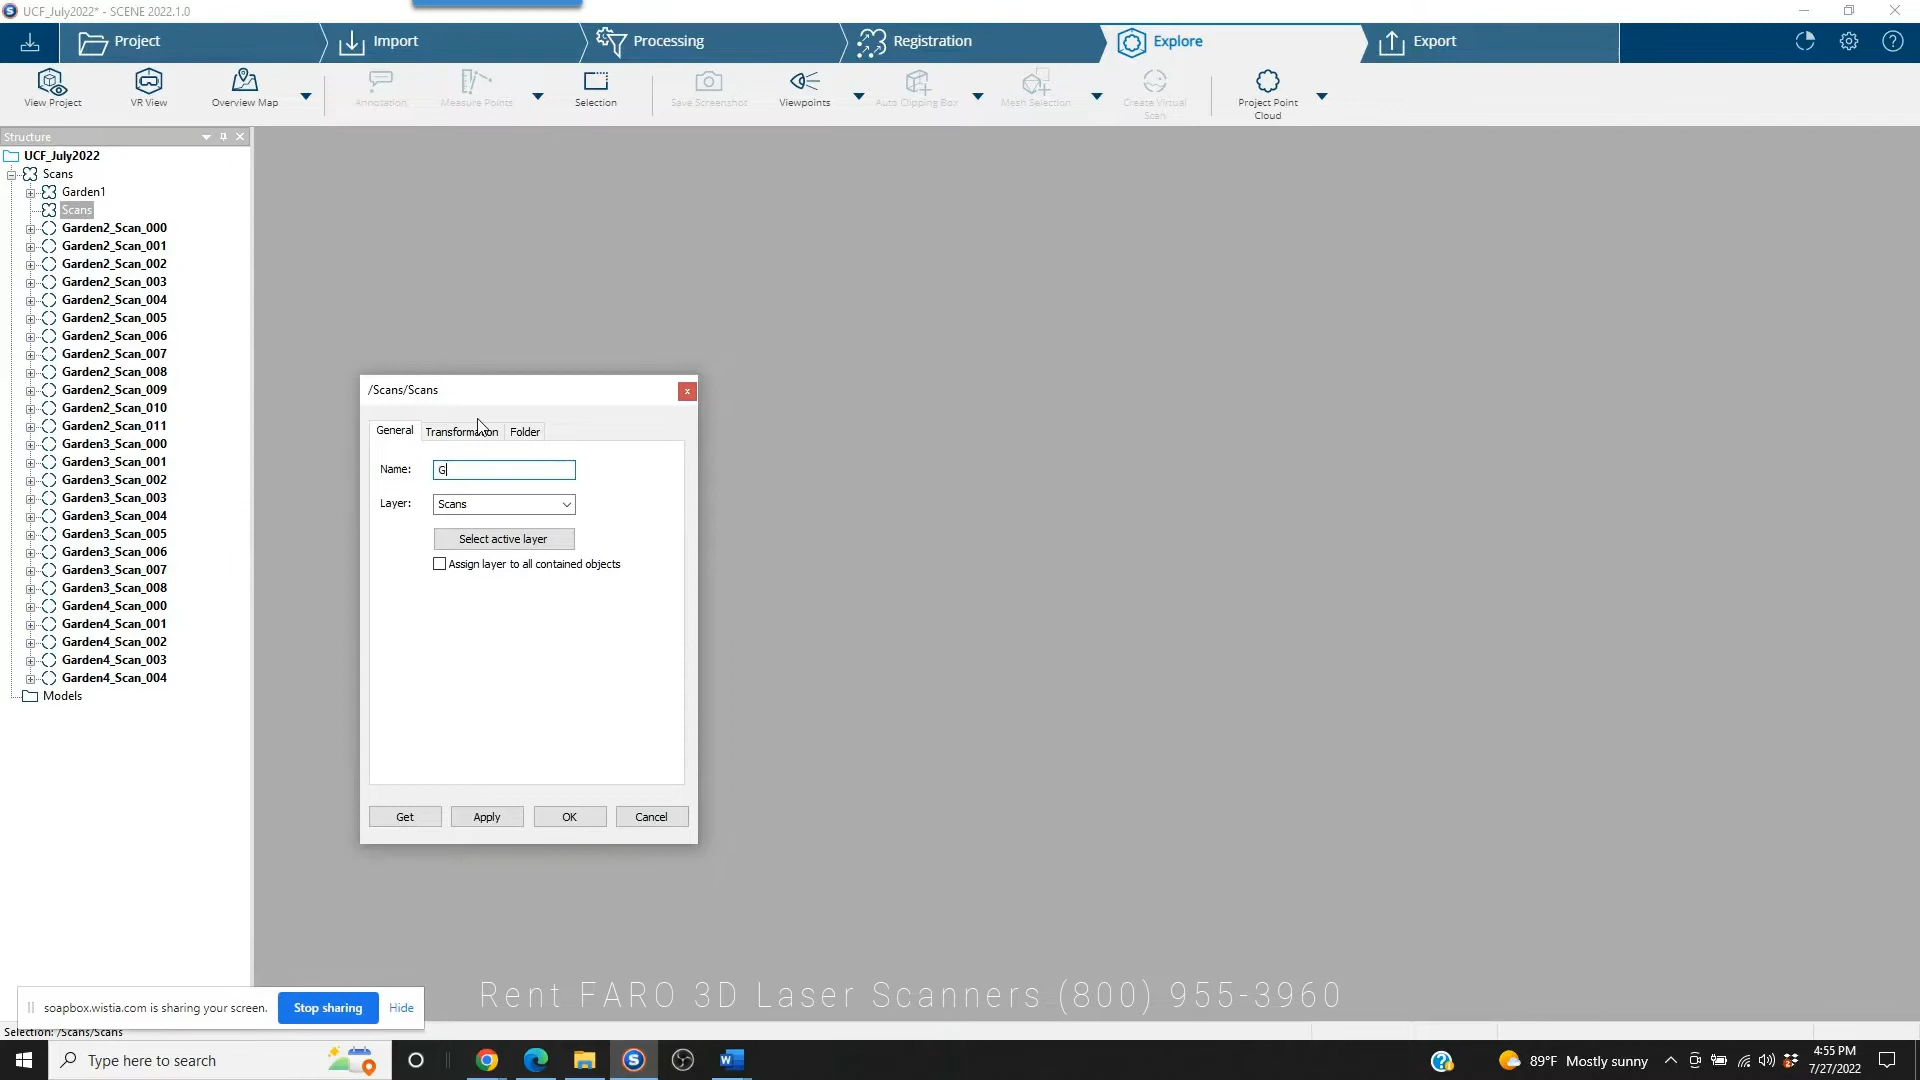 UCF_July2022* - SCENE 2022.1.0
Project
Import
Processing
Registration
Explore
Export
View Project
VR View
Overview Map
Annotation
Measure Points
Selection
Save Screenshot
Viewpoints
Auto Clipping Box
Mesh Selection
Create Virtual Scan
Project Point Cloud
Structure
UCF_July2022
Scans
Garden1
Scans
Garden2_Scan_000
Garden2_Scan_001
Garden2_Scan_002
Garden2_Scan_003
Garden2_Scan_004
Garden2_Scan_005
Garden2_Scan_006
Garden2_Scan_007
Garden2_Scan_008
Garden2_Scan_009
Garden2_Scan_010
Garden2_Scan_011
Garden3_Scan_000
Garden3_Scan_001
Garden3_Scan_002
Garden3_Scan_003
Garden3_Scan_004
Garden3_Scan_005
Garden3_Scan_006
Garden3_Scan_007
Garden3_Scan_008
Garden4_Scan_000
Garden4_Scan_001
Garden4_Scan_002
Garden4_Scan_003
Garden4_Scan_004
Models
/Scans/Scans
General
Transformation
Folder
Name:
G
Layer:
Scans
Select active layer
Assign layer to all contained objects
Get
Apply
OK
Cancel
Rent FARO 3D Laser Scanners (800) 955-3960
soapbox.wistia.com is sharing your screen.
Stop sharing
Hide
Selection: /Scans/Scans
Type here to search
89°F Mostly sunny
4:55 PM
7/27/2022